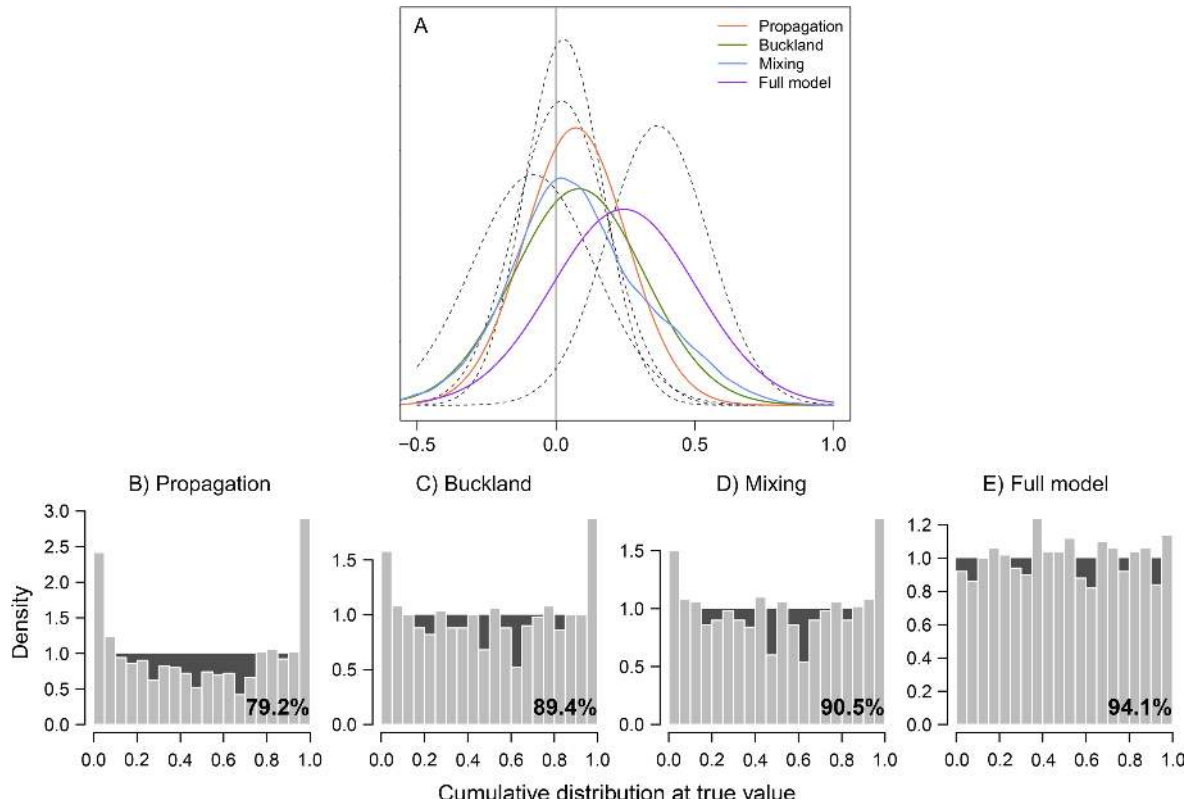 A
Propagation
Buckland
Mixing
Full model
−0.5 0.0 0.5 1.0
B) Propagation C) Buckland D) Mixing E) Full model
Density
3.0
2.5
2.0
1.5
1.0
0.5
0.0
79.2%
0.0 0.2 0.4 0.6 0.8 1.0
1.5
1.0
0.5
0.0
89.4%
0.0 0.2 0.4 0.6 0.8 1.0
1.5
1.0
0.5
0.0
90.5%
0.0 0.2 0.4 0.6 0.8 1.0
1.2
1.0
0.8
0.6
0.4
0.2
0.0
94.1%
0.0 0.2 0.4 0.6 0.8 1.0
Cumulative distribution at true value